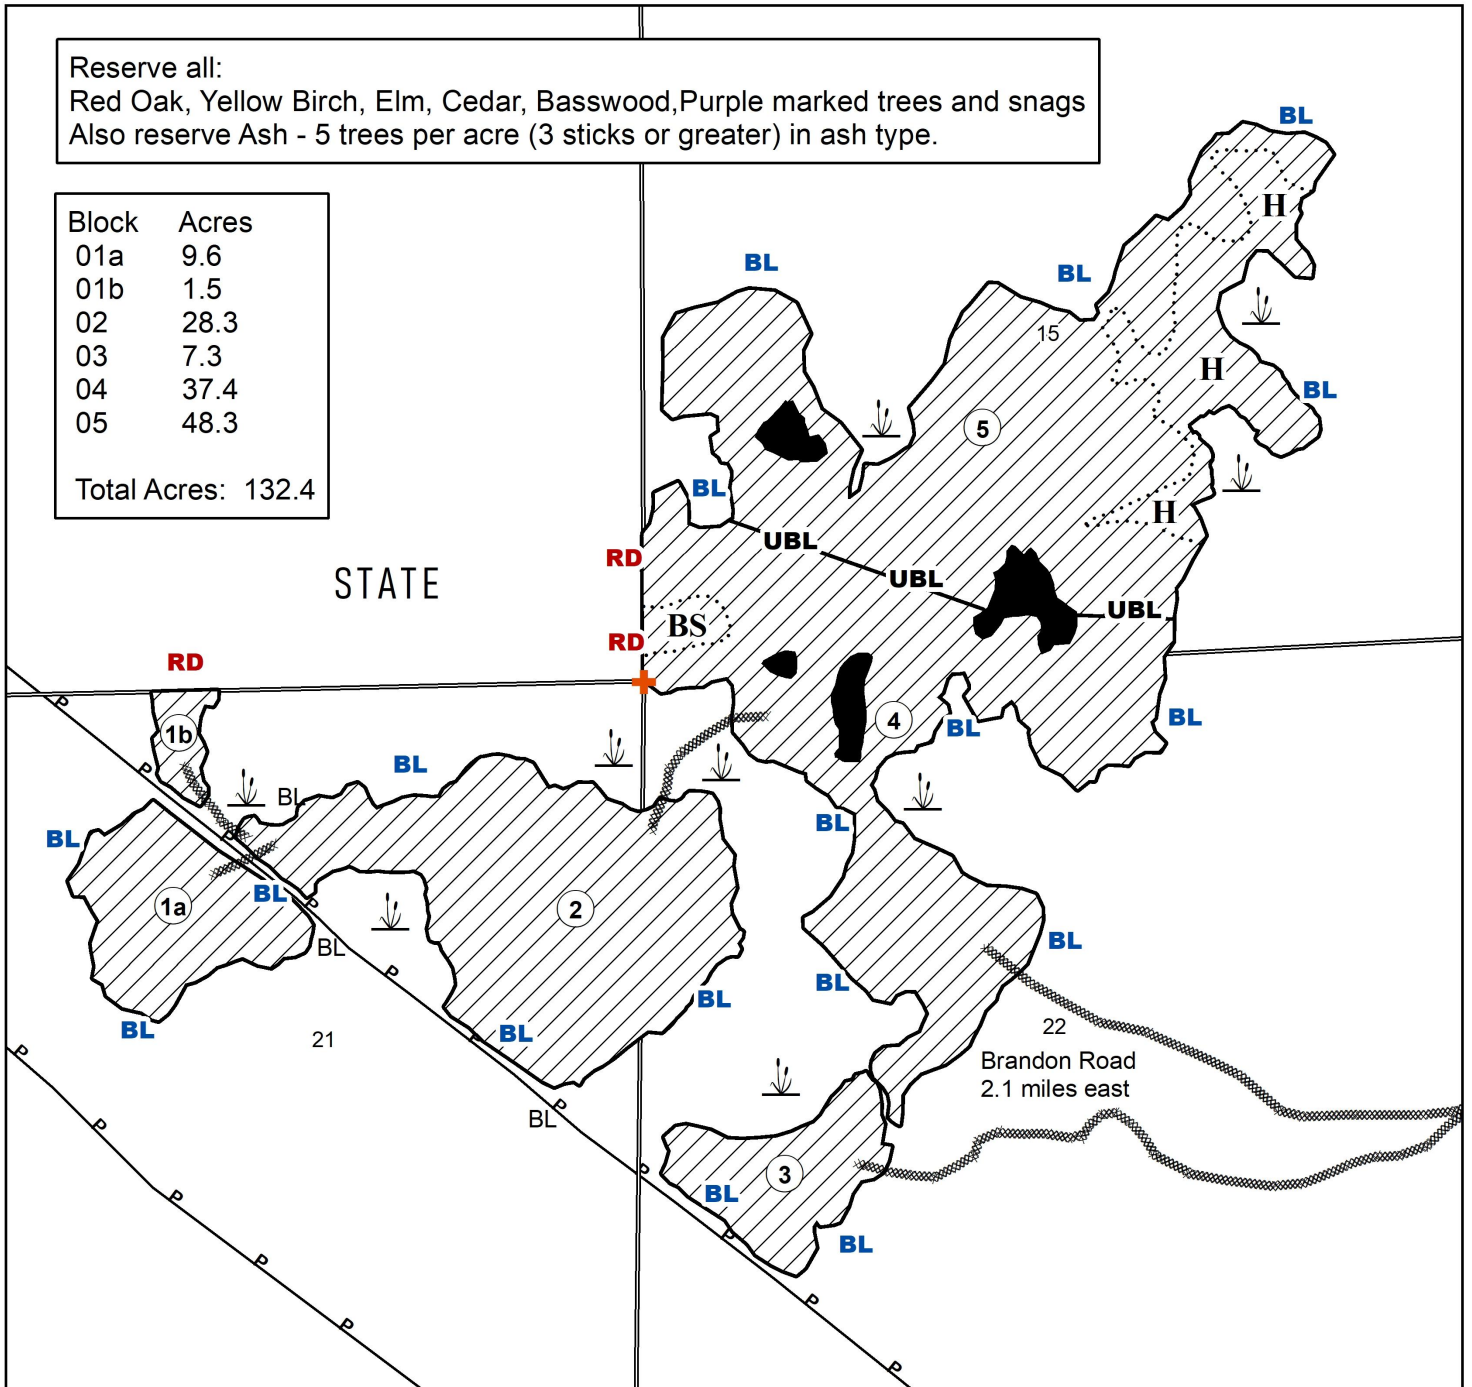 Reserve all:
Red Oak, Yellow Birch, Elm, Cedar, Basswood,Purple marked trees and snags
Also reserve Ash - 5 trees per acre (3 sticks or greater) in ash type.
Block Acres
01a 9.6
01b 1.5
02 28.3
03 7.3
04 37.4
05 48.3
Total Acres: 132.4
BL
H
BL
BL
15
H
BL
5
BL
H
UBL
RD
STATE
UBL
UBL
BS
RD
RD
P
BL
4
BL
1b
BL
P
BL
BL
P
BL
BL
P
1a
2
BL
BL
P
BL
BL
BL
BL
21
22
P
P
Brandon Road
2.1 miles east
P
BL
P
P
3
P
BL
P
BL
P
P
P
P